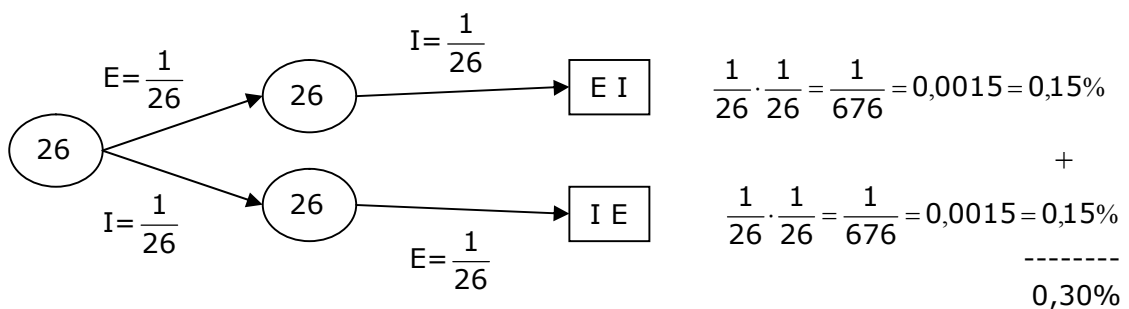 I = 1/26
E = 1/26
26
E I
1/26 · 1/26 = 1/676 = 0,0015 = 0,15%
26
+
26
I E
1/26 · 1/26 = 1/676 = 0,0015 = 0,15%
I = 1/26
E = 1/26
--------
0,30%